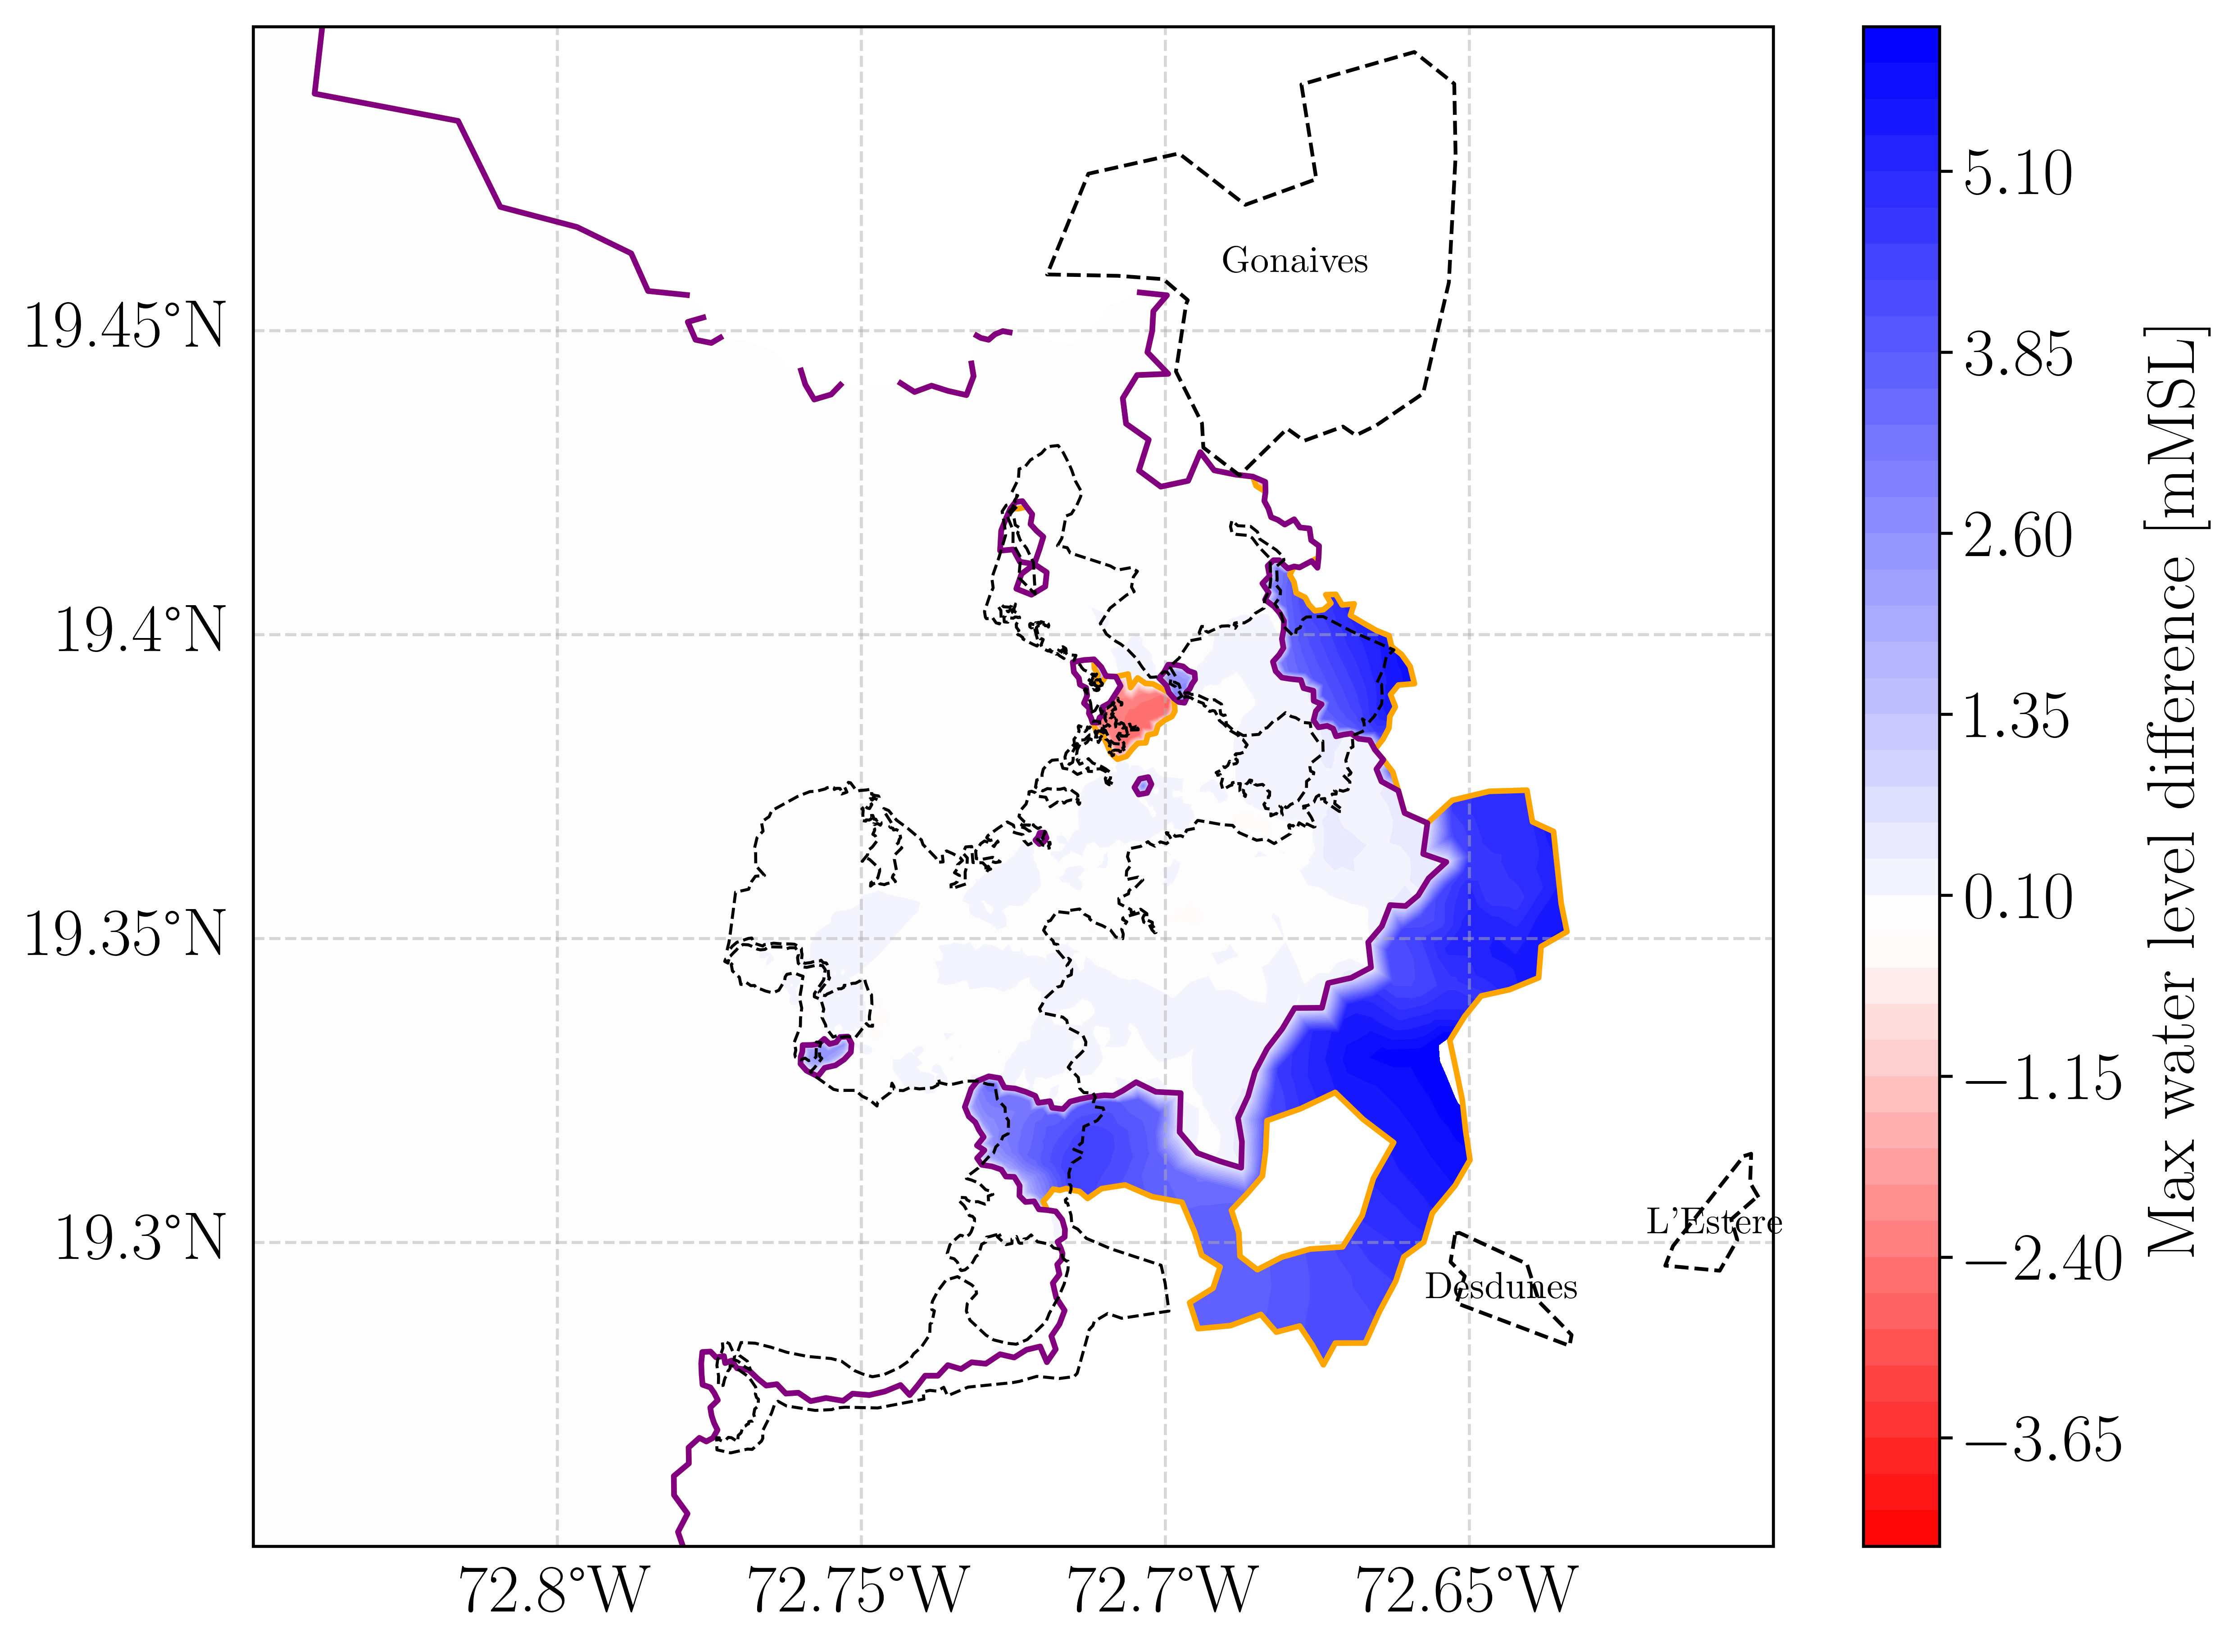 Gonaives
L'Estere
Desdunes
19.45°N
19.4°N
19.35°N
19.3°N
72.8°W
72.75°W
72.7°W
72.65°W
5.10
3.85
2.60
1.35
0.10
−1.15
−2.40
−3.65
Max water level difference [mMSL]